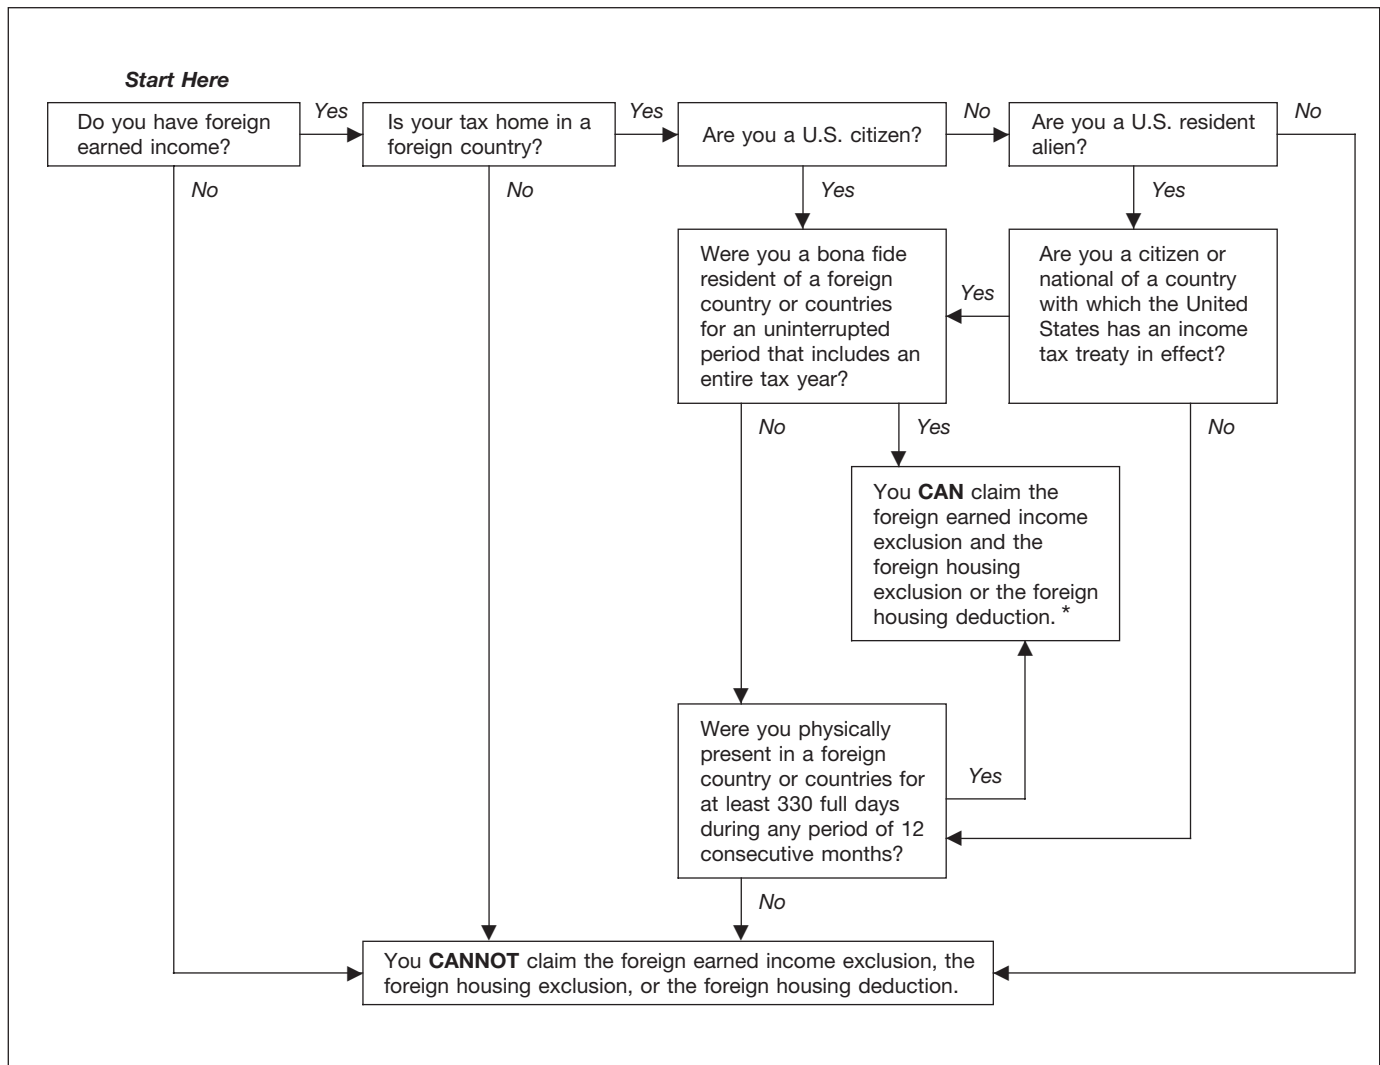 Start Here
Do you have foreign
earned income?
Yes
Is your tax home in a
foreign country?
Yes
Are you a U.S. citizen?
No
Are you a U.S. resident
alien?
No
No
No
Yes
Yes
Were you a bona fide
resident of a foreign
country or countries
for an uninterrupted
period that includes an
entire tax year?
Yes
Are you a citizen or
national of a country
with which the United
States has an income
tax treaty in effect?
No
Yes
No
You CAN claim the
foreign earned income
exclusion and the
foreign housing
exclusion or the foreign
housing deduction. *
Were you physically
present in a foreign
country or countries for
at least 330 full days
during any period of 12
consecutive months?
Yes
No
You CANNOT claim the foreign earned income exclusion, the
foreign housing exclusion, or the foreign housing deduction.